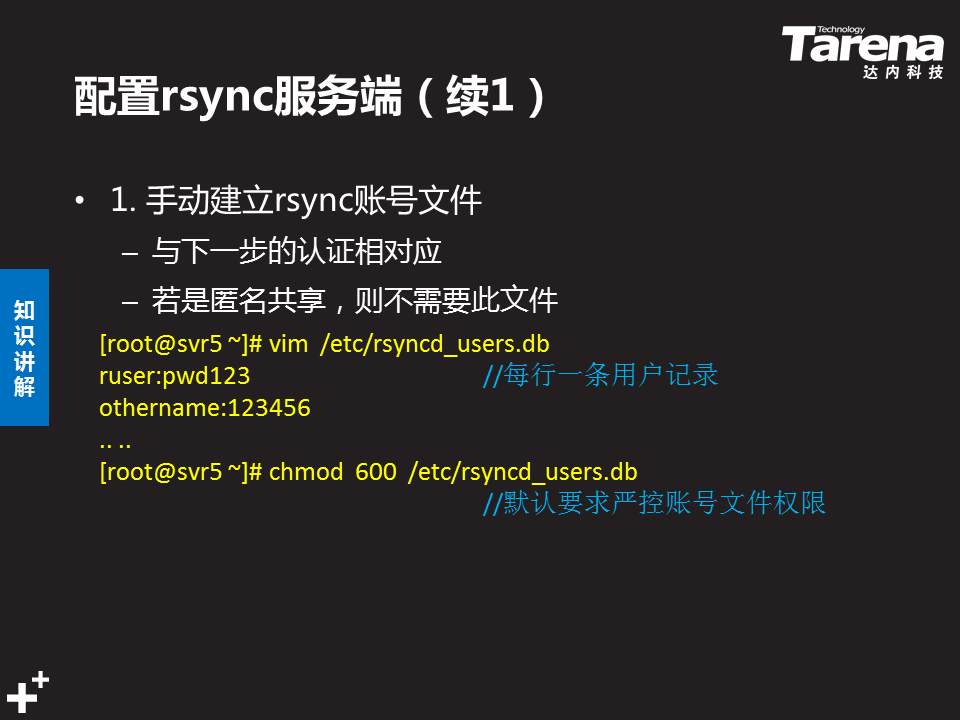 Technology
Tarena
达内科技
配置rsync服务端（续1）
• 1. 手动建立rsync账号文件
– 与下一步的认证相对应
– 若是匿名共享，则不需要此文件
知识讲解
[root@svr5 ~]# vim /etc/rsyncd_users.db
ruser:pwd123 //每行一条用户记录
othername:123456
.. ..
[root@svr5 ~]# chmod 600 /etc/rsyncd_users.db
//默认要求严控账号文件权限